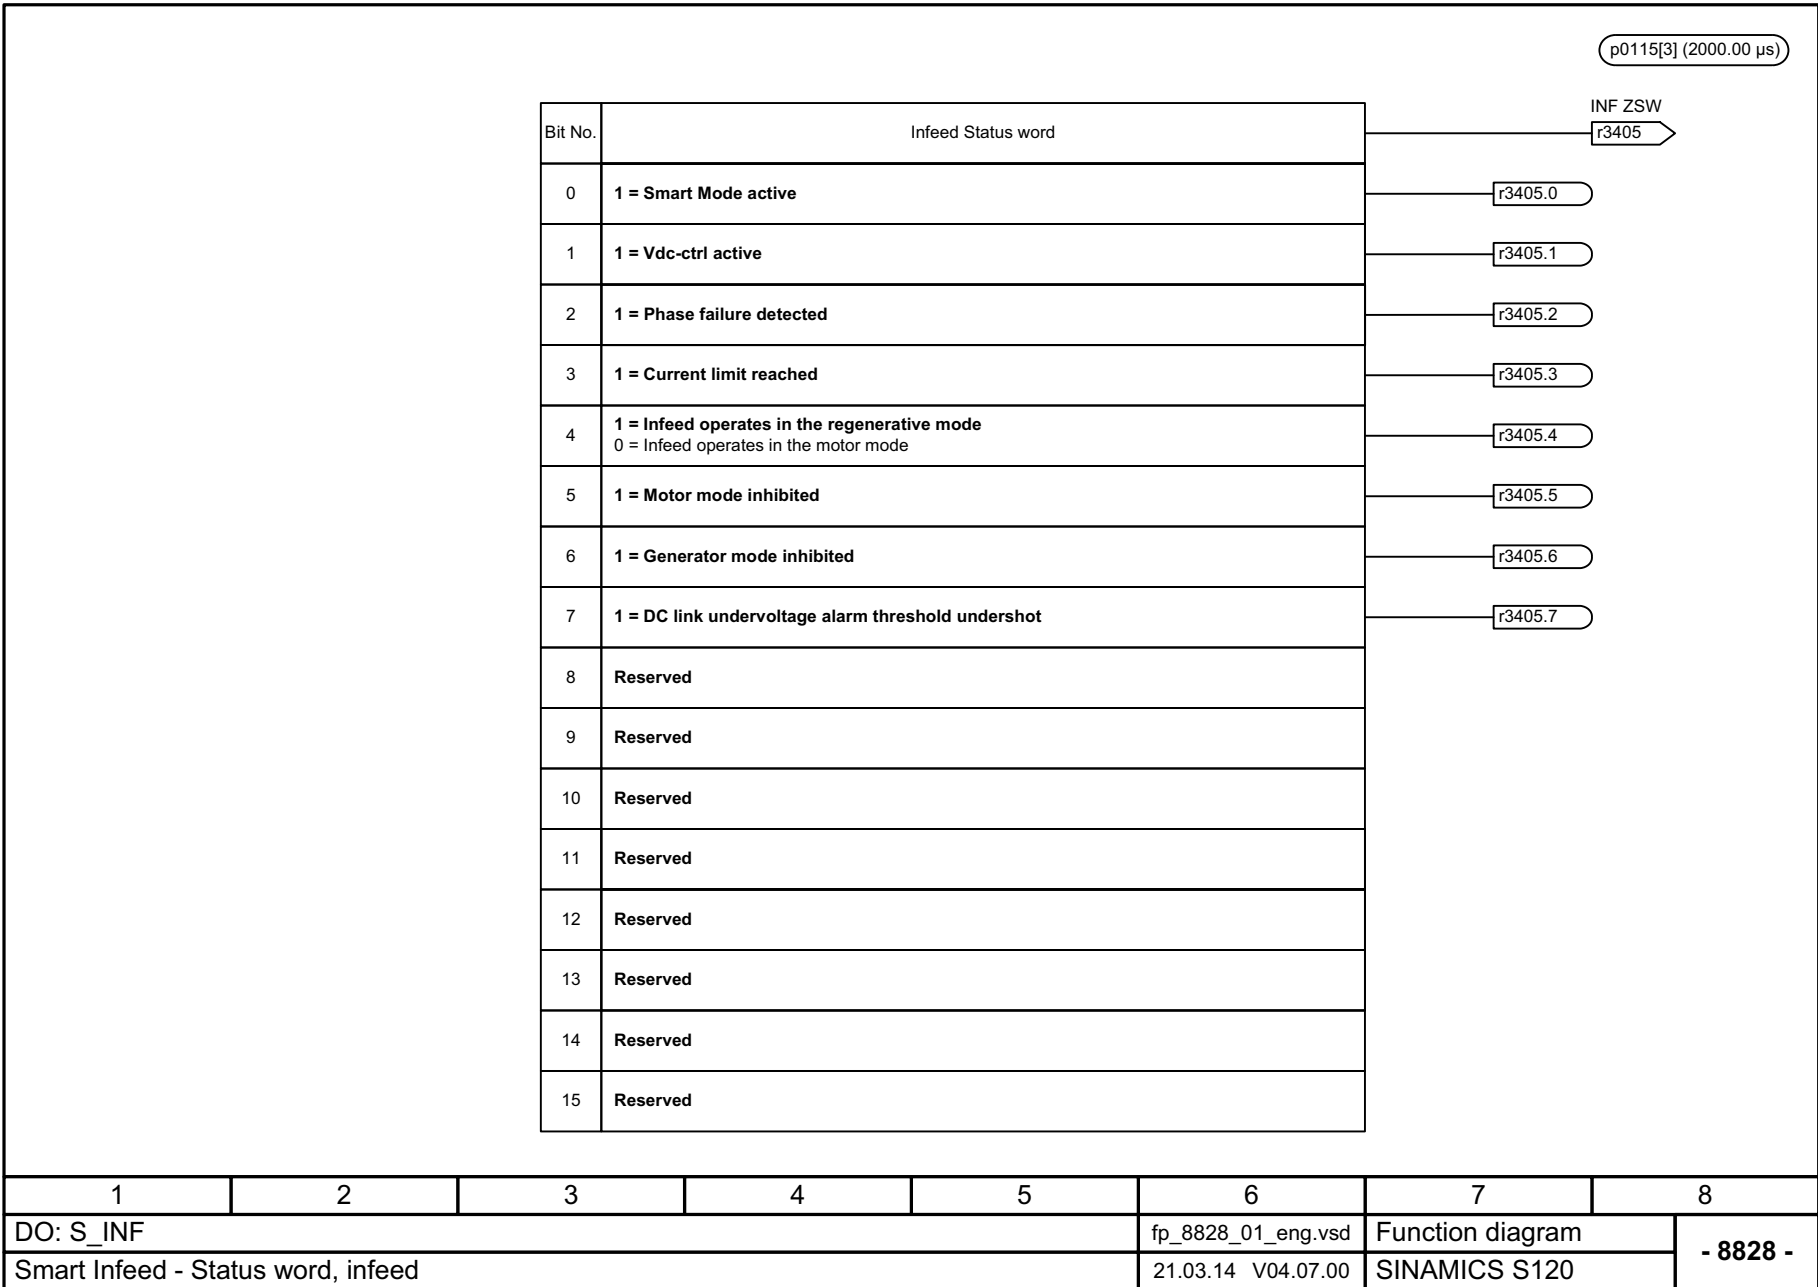 p0115[3] (2000.00 µs)
INF ZSW
Bit No. Infeed Status word r3405
0 1 = Smart Mode active r3405.0
1 1 = Vdc-ctrl active r3405.1
2 1 = Phase failure detected r3405.2
3 1 = Current limit reached r3405.3
4 1 = Infeed operates in the regenerative mode
0 = Infeed operates in the motor mode r3405.4
5 1 = Motor mode inhibited r3405.5
6 1 = Generator mode inhibited r3405.6
7 1 = DC link undervoltage alarm threshold undershot r3405.7
8 Reserved
9 Reserved
10 Reserved
11 Reserved
12 Reserved
13 Reserved
14 Reserved
15 Reserved
1 2 3 4 5 6 7 8
DO: S_INF fp_8828_01_eng.vsd Function diagram - 8828 -
Smart Infeed - Status word, infeed 21.03.14 V04.07.00 SINAMICS S120